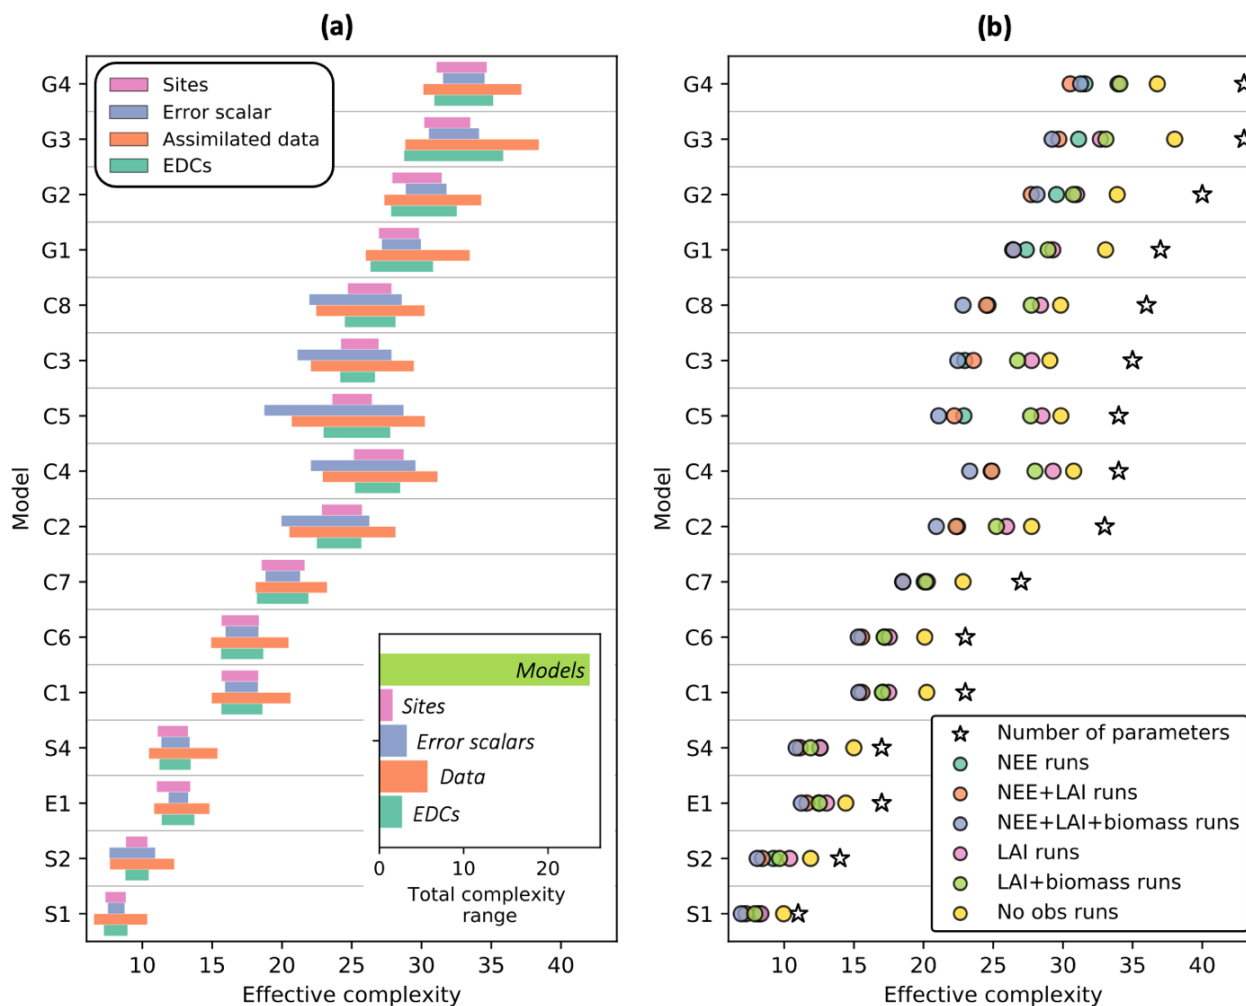 (a)
(b)
G4
G3
G2
G1
C8
C3
C5
C4
C2
C7
C6
C1
S4
E1
S2
S1
Model
Sites
Error scalar
Assimilated data
EDCs
Models
Sites
Error scalars
Data
EDCs
0 20
Total complexity
range
10 15 20 25 30 35 40
Effective complexity
G4
G3
G2
G1
C8
C3
C5
C4
C2
C7
C6
C1
S4
E1
S2
S1
Model
Number of parameters
NEE runs
NEE+LAI runs
NEE+LAI+biomass runs
LAI runs
LAI+biomass runs
No obs runs
10 15 20 25 30 35 40
Effective complexity